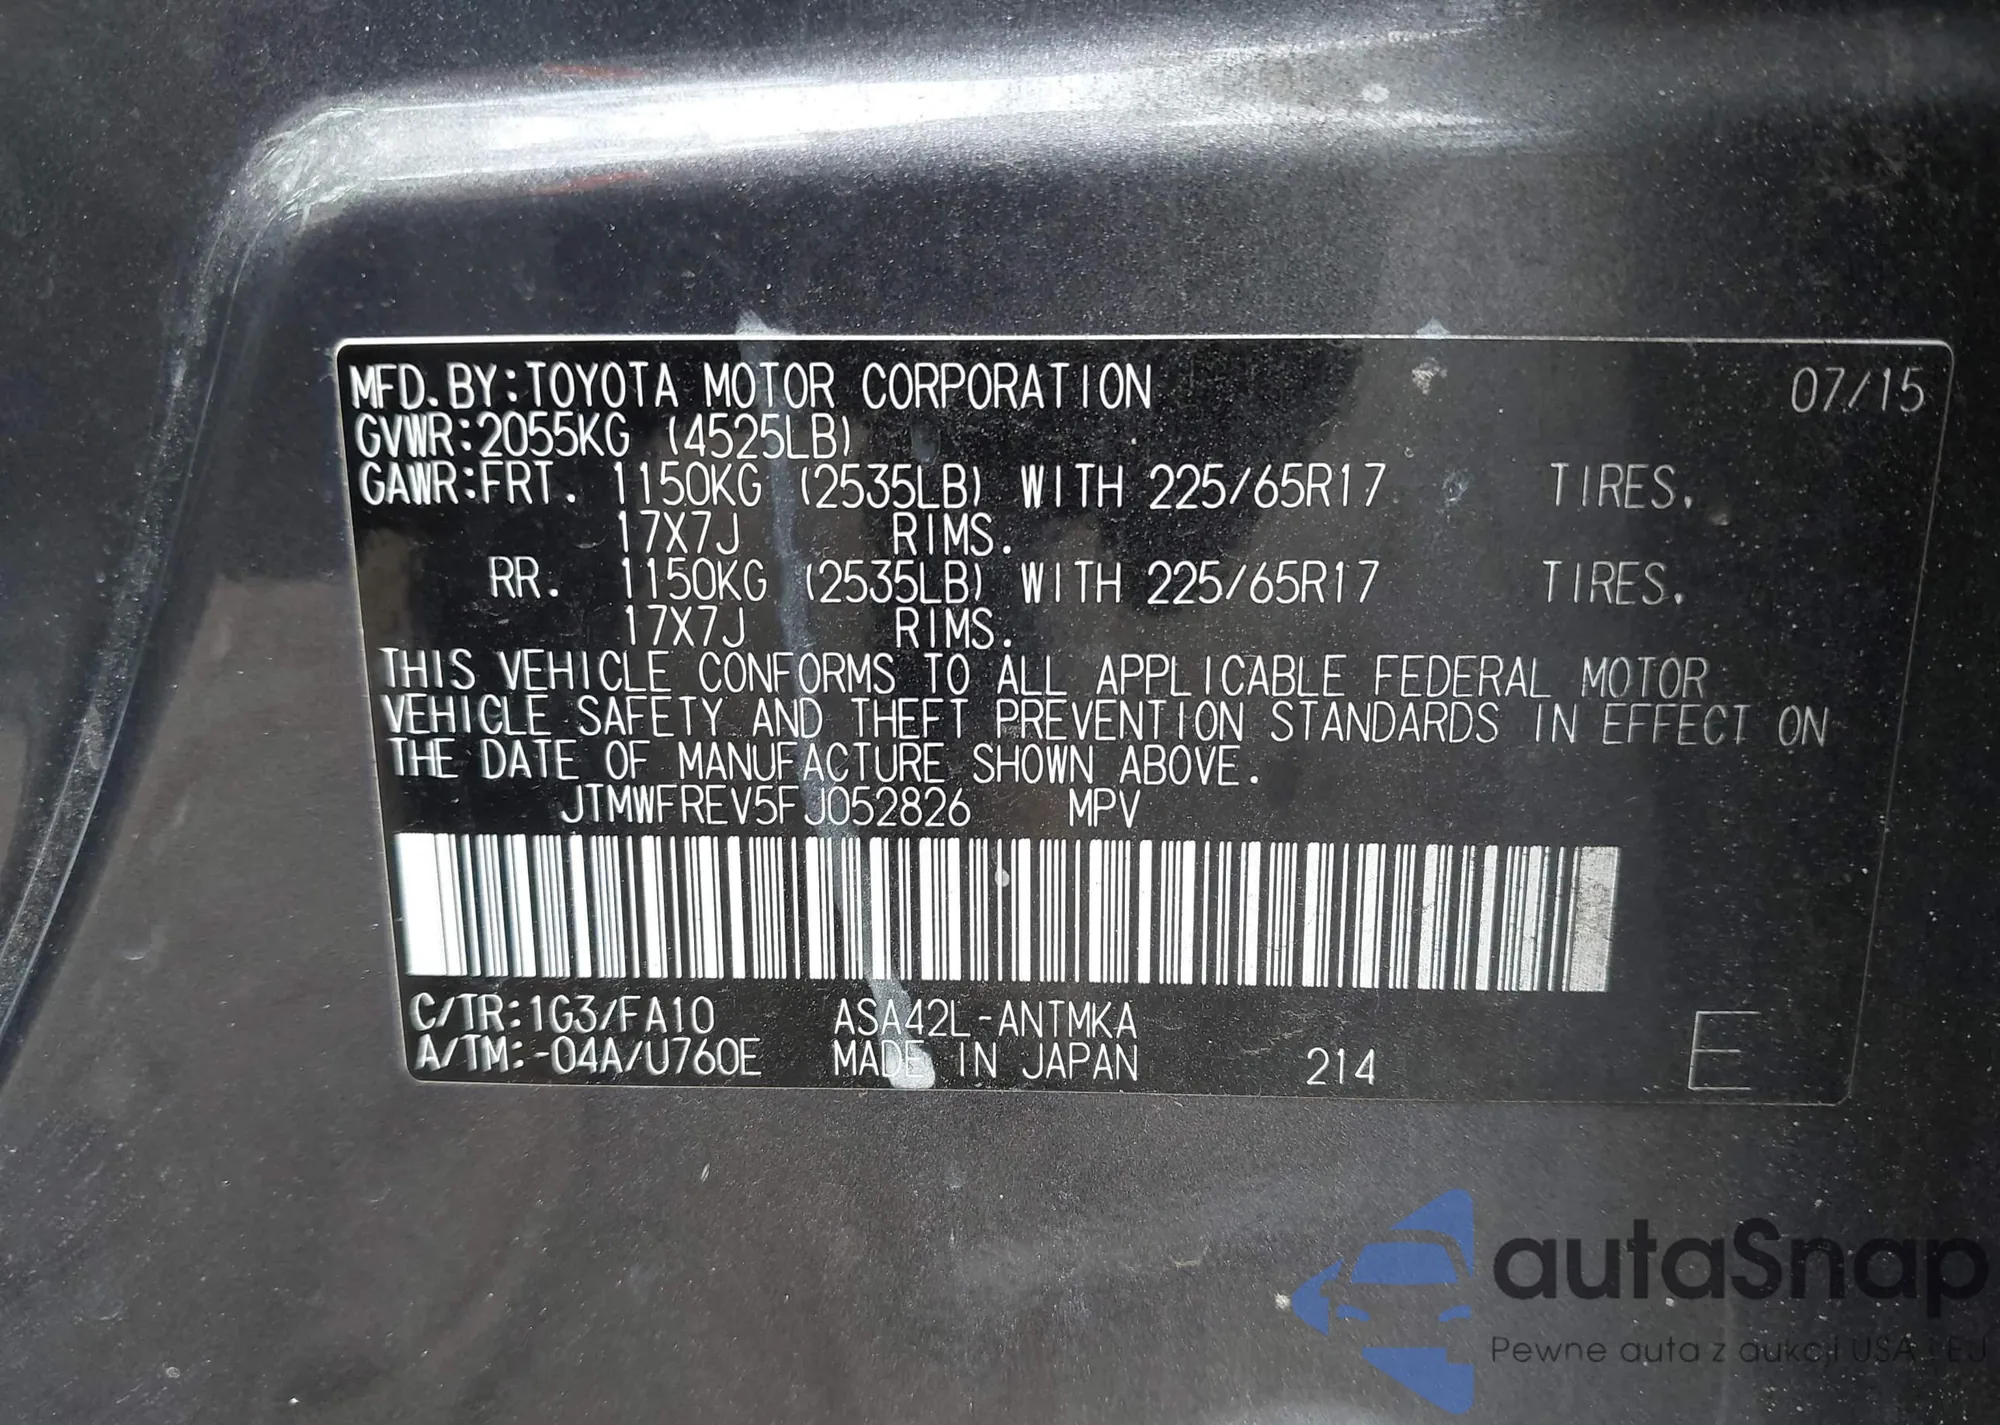 MFD. BY:TOYOTA MOTOR CORPORATION 07/15
GVWR:2055KG (4525LB)
GAWR:FRT. 1150KG (2535LB) WITH 225/65R17 TIRES,
17X7J RIMS.
RR. 1150KG (2535LB) WITH 225/65R17 TIRES,
17X7J RIMS.
THIS VEHICLE CONFORMS TO ALL APPLICABLE FEDERAL MOTOR
VEHICLE SAFETY AND THEFT PREVENTION STANDARDS IN EFFECT ON
THE DATE OF MANUFACTURE SHOWN ABOVE.
JTMWFREV5FJ052826 MPV
C/TR:1G3/FA10 ASA42L-ANTMKA
A/TM:-04A/U760E MADE IN JAPAN 214 E
autaSnap
Pewne auta z aukcji USA i EU